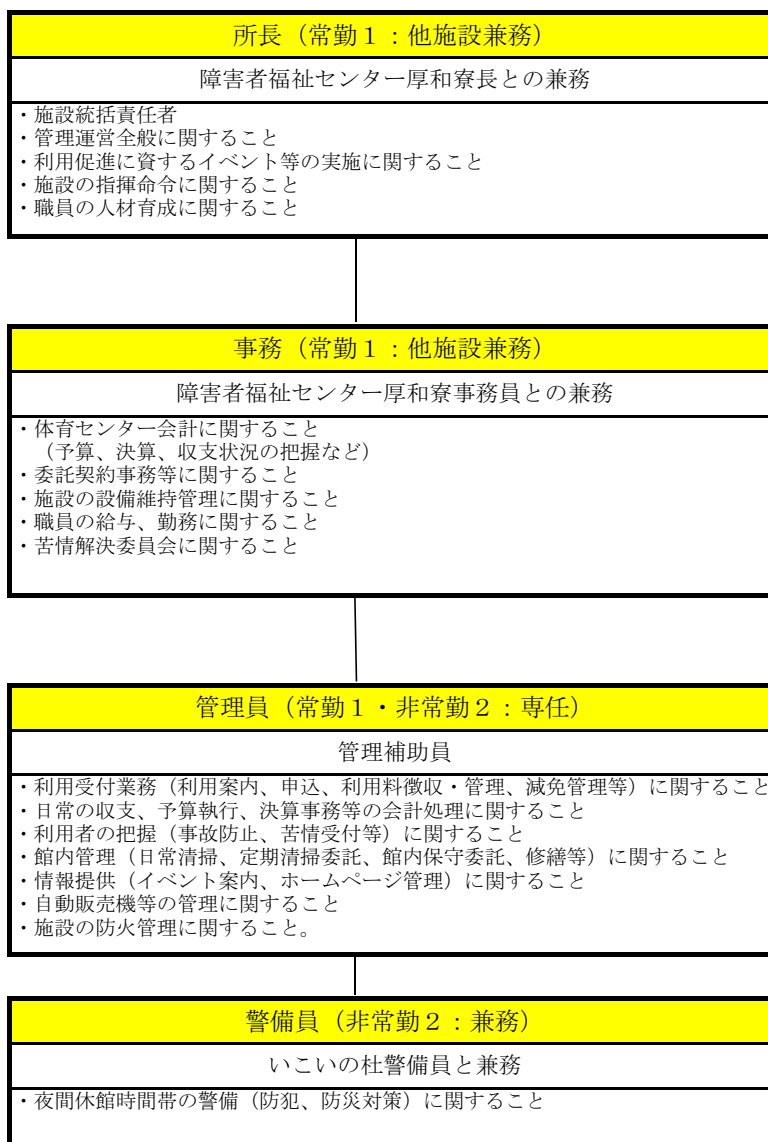 所長（常勤１：他施設兼務）
障害者福祉センター厚和寮長との兼務
・施設統括責任者
・管理運営全般に関すること
・利用促進に資するイベント等の実施に関すること
・施設の指揮命令に関すること
・職員の人材育成に関すること
事務（常勤１：他施設兼務）
障害者福祉センター厚和寮事務員との兼務
・体育センター会計に関すること
（予算、決算、収支状況の把握など）
・委託契約事務等に関すること
・施設の設備維持管理に関すること
・職員の給与、勤務に関すること
・苦情解決委員会に関すること
管理員（常勤１・非常勤２：専任）
管理補助員
・利用受付業務（利用案内、申込、利用料徴収・管理、減免管理等）に関すること
・日常の収支、予算執行、決算事務等の会計処理に関すること
・利用者の把握（事故防止、苦情受付等）に関すること
・館内管理（日常清掃、定期清掃委託、館内保守委託、修繕等）に関すること
・情報提供（イベント案内、ホームページ管理）に関すること
・自動販売機等の管理に関すること
・施設の防火管理に関すること。
警備員（非常勤２：兼務）
いこいの杜警備員と兼務
・夜間休館時間帯の警備（防犯、防災対策）に関すること